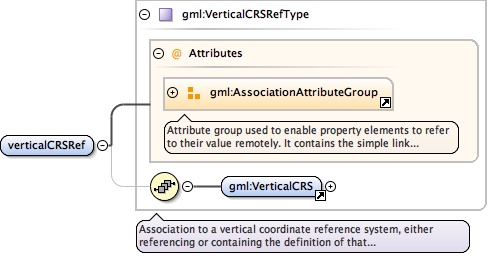 gml:VerticalCRSRefType
@ Attributes
gml:AssociationAttributeGroup
Attribute group used to enable property elements to refer
to their value remotely. It contains the simple link...
verticalCRSRef
gml:VerticalCRS
Association to a vertical coordinate reference system, either
referencing or containing the definition of that...